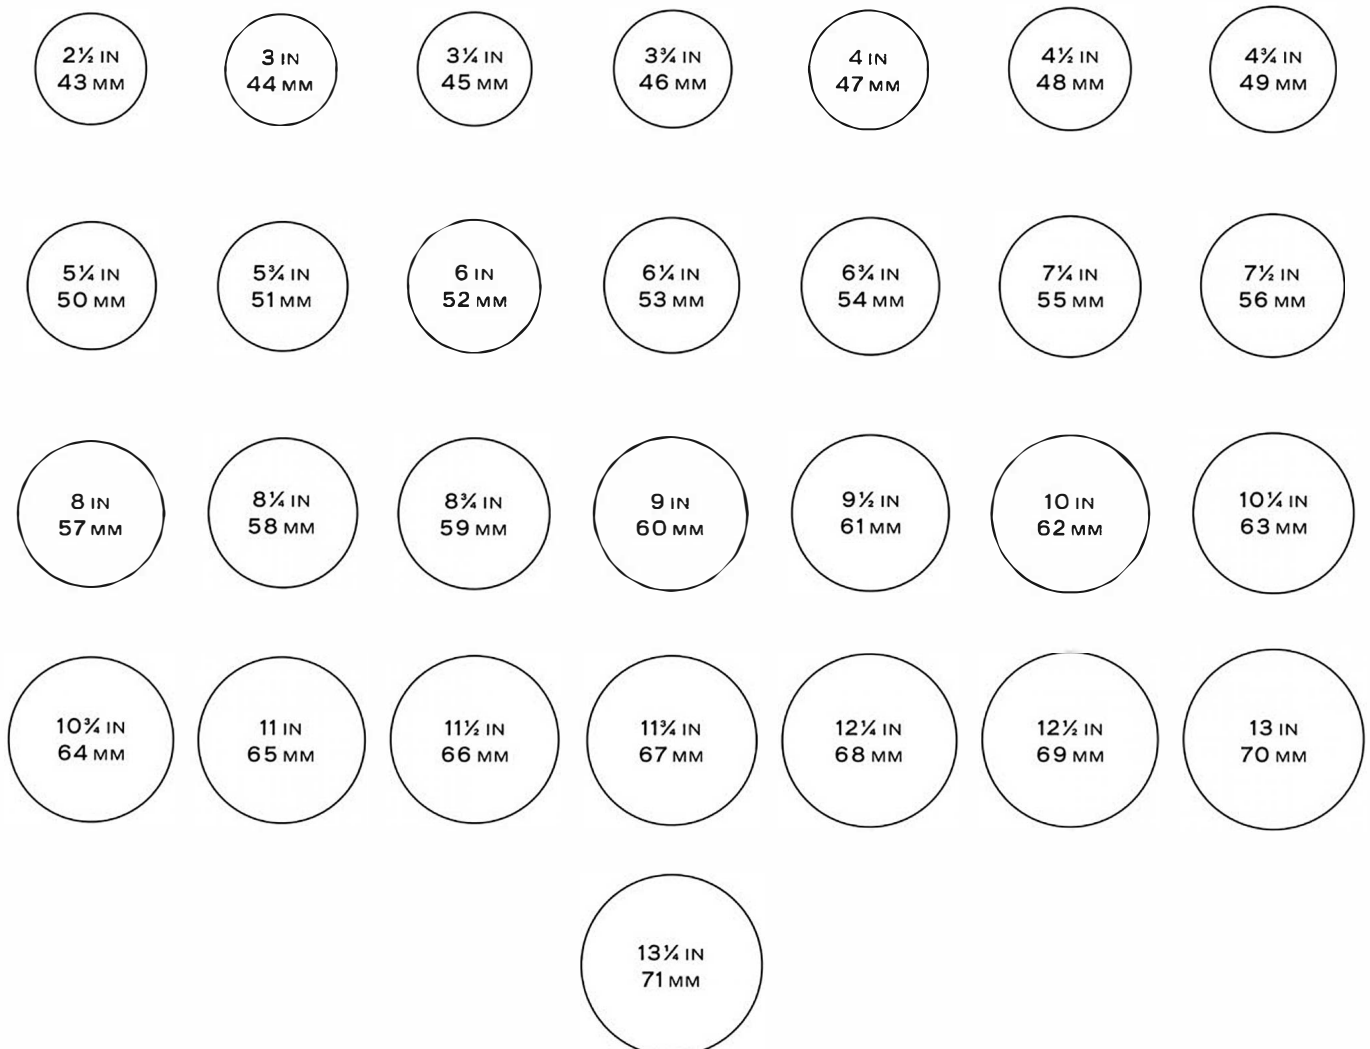 2½ IN
43 MM
3 IN
44 MM
3¼ IN
45 MM
3¾ IN
46 MM
4 IN
47 MM
4½ IN
48 MM
4¾ IN
49 MM
5¼ IN
50 MM
5¾ IN
51 MM
6 IN
52 MM
6¼ IN
53 MM
6¾ IN
54 MM
7¼ IN
55 MM
7½ IN
56 MM
8 IN
57 MM
8¼ IN
58 MM
8¾ IN
59 MM
9 IN
60 MM
9½ IN
61 MM
10 IN
62 MM
10¼ IN
63 MM
10¾ IN
64 MM
11 IN
65 MM
11½ IN
66 MM
11¾ IN
67 MM
12¼ IN
68 MM
12½ IN
69 MM
13 IN
70 MM
13¼ IN
71 MM